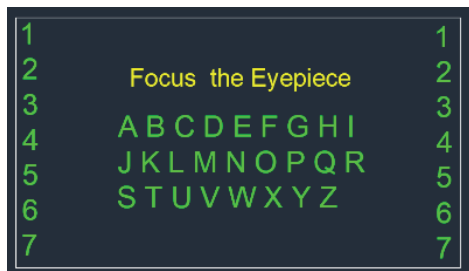 1 1
2 Focus the Eyepiece 2
3 3
A B C D E F G H I
4 4
J K L M N O P Q R
5 5
S T U V W X Y Z
6 6
7 7